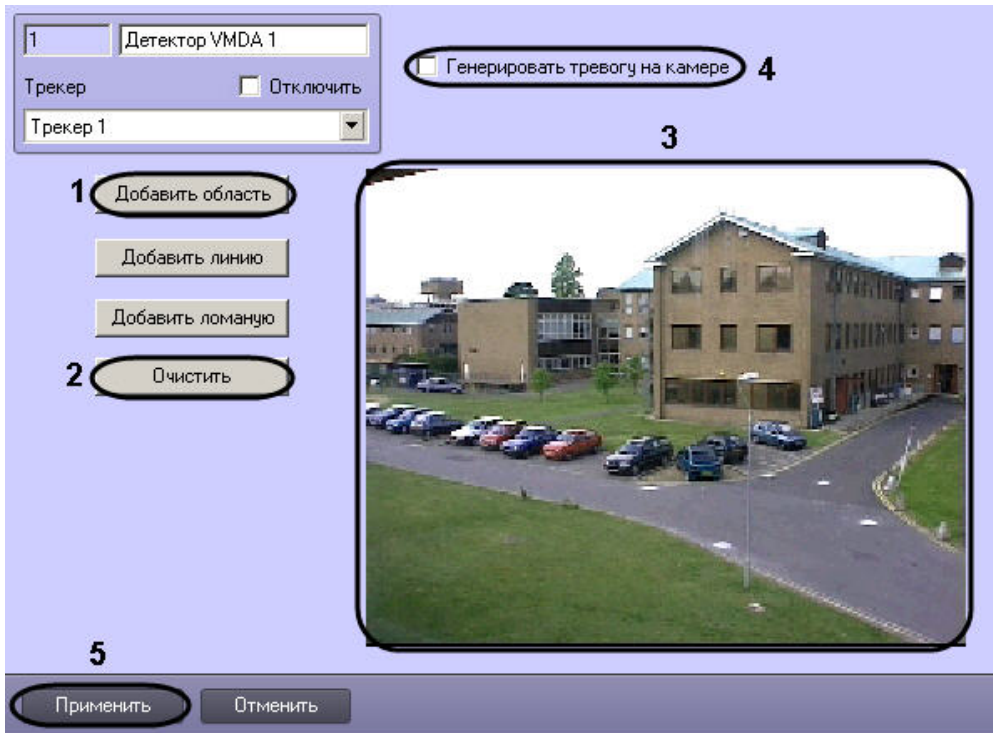 1 Детектор VMDA 1
Генерировать тревогу на камере 4
Трекер Отключить
Трекер 1
3
1 Добавить область
Добавить линию
Добавить ломаную
2 Очистить
5
Применить Отменить